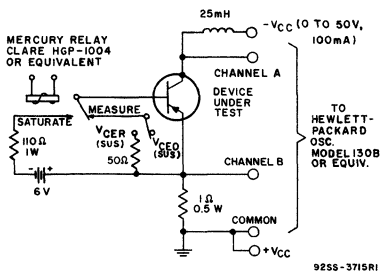 25mH
-VCC (0 TO 50V,
100mA)
MERCURY RELAY
CLARE HGP-1004
OR EQUIVALENT
CHANNEL A
DEVICE
UNDER
TEST
MEASURE
SATURATE
VCER
(SUS)
VCEO
(SUS)
110Ω
1W
50Ω
TO
HEWLETT-
PACKARD
OSC.
MODEL 130B
OR EQUIV.
CHANNEL B
- +
6V
1Ω
0.5 W
COMMON
+VCC
92SS-3715R1